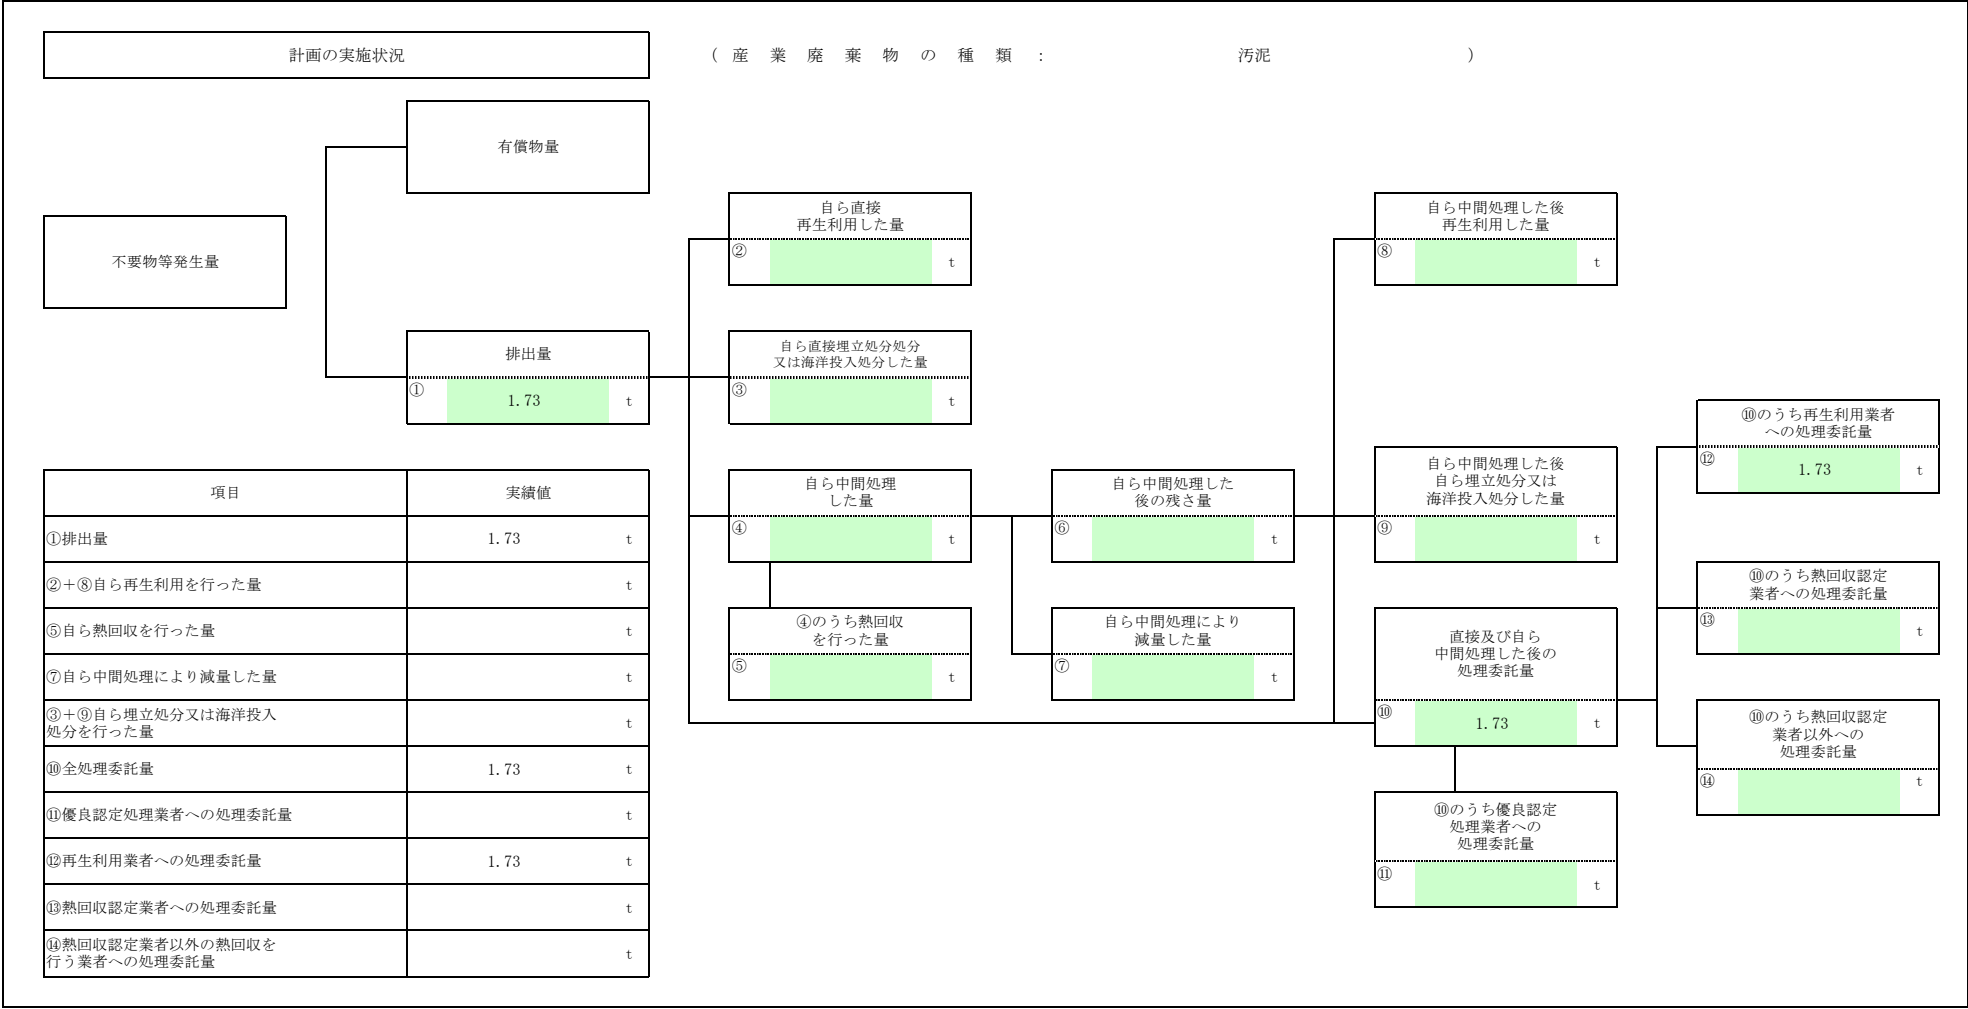 計画の実施状況
（ 産 業 廃 棄 物 の 種 類 ： 汚泥 ）
有償物量
不要物等発生量
排出量
① 1.73 t
自ら直接
再生利用した量
② t
自ら直接埋立処分処分
又は海洋投入処分した量
③ t
自ら中間処理
した量
④ t
④のうち熱回収
を行った量
⑤ t
自ら中間処理した
後の残さ量
⑥ t
自ら中間処理により
減量した量
⑦ t
自ら中間処理した後
再生利用した量
⑧ t
自ら中間処理した後
自ら埋立処分又は
海洋投入処分した量
⑨ t
直接及び自ら
中間処理した後の
処理委託量
⑩ 1.73 t
⑩のうち優良認定
処理業者への
処理委託量
⑪ t
⑩のうち再生利用業者
への処理委託量
⑫ 1.73 t
⑩のうち熱回収認定
業者への処理委託量
⑬ t
⑩のうち熱回収認定
業者以外への
処理委託量
⑭ t
項目 実績値
①排出量 1.73 t
②＋⑧自ら再生利用を行った量 t
⑤自ら熱回収を行った量 t
⑦自ら中間処理により減量した量 t
③＋⑨自ら埋立処分又は海洋投入
処分を行った量 t
⑩全処理委託量 1.73 t
⑪優良認定処理業者への処理委託量 t
⑫再生利用業者への処理委託量 1.73 t
⑬熱回収認定業者への処理委託量 t
⑭熱回収認定業者以外の熱回収を
行う業者への処理委託量 t